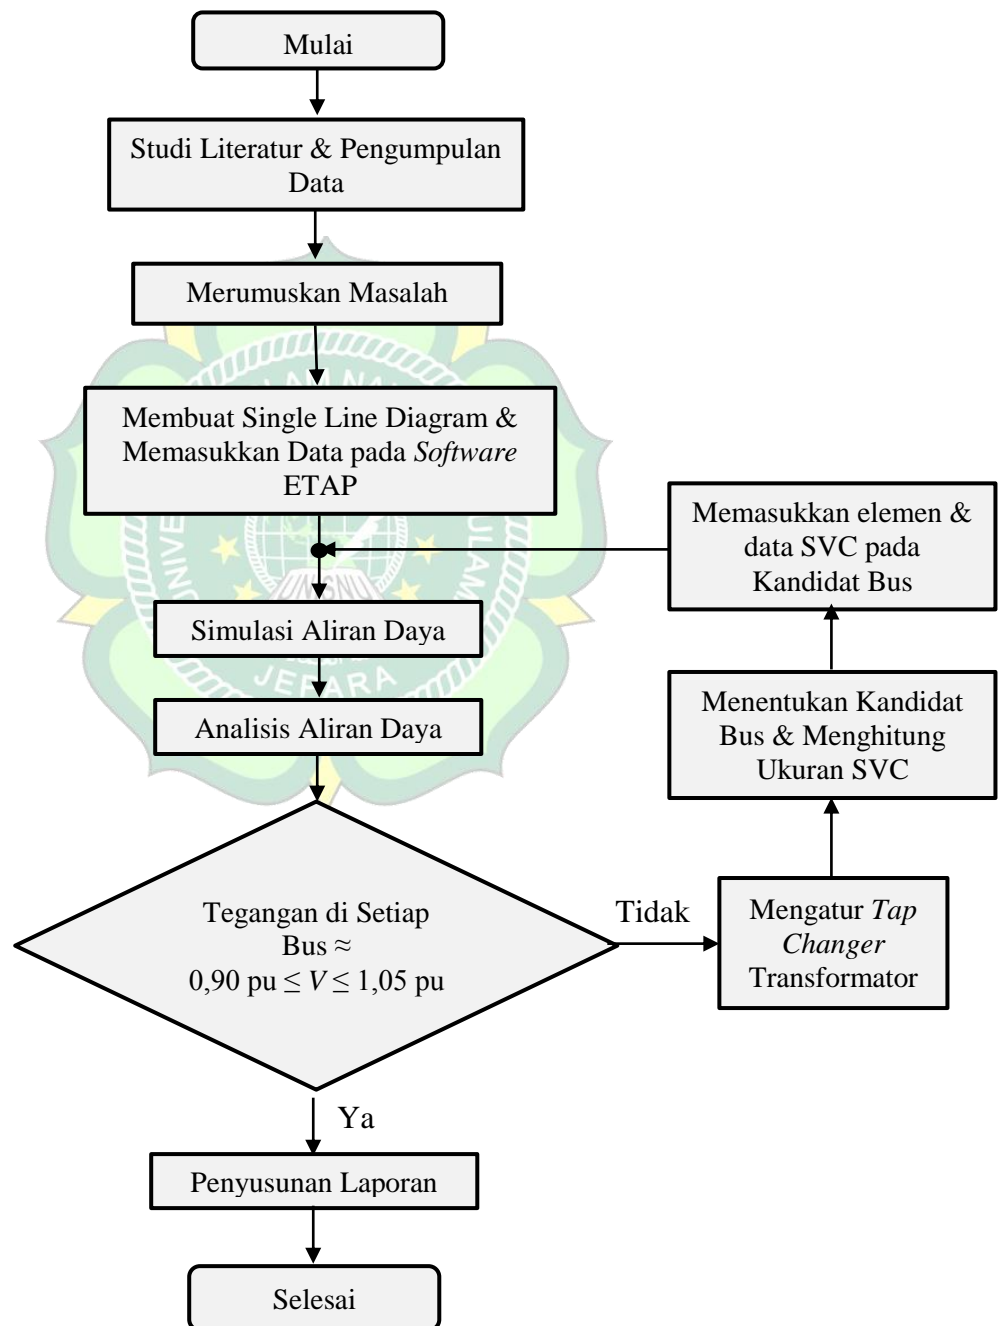 Mulai
Studi Literatur & Pengumpulan
Data
Merumuskan Masalah
Membuat Single Line Diagram &
Memasukkan Data pada Software
ETAP
Simulasi Aliran Daya
Analisis Aliran Daya
Tegangan di Setiap
Bus ≈
0,90 pu ≤ V ≤ 1,05 pu
Tidak
Mengatur Tap
Changer
Transformator
Menentukan Kandidat
Bus & Menghitung
Ukuran SVC
Memasukkan elemen &
data SVC pada
Kandidat Bus
Ya
Penyusunan Laporan
Selesai
JEPARA